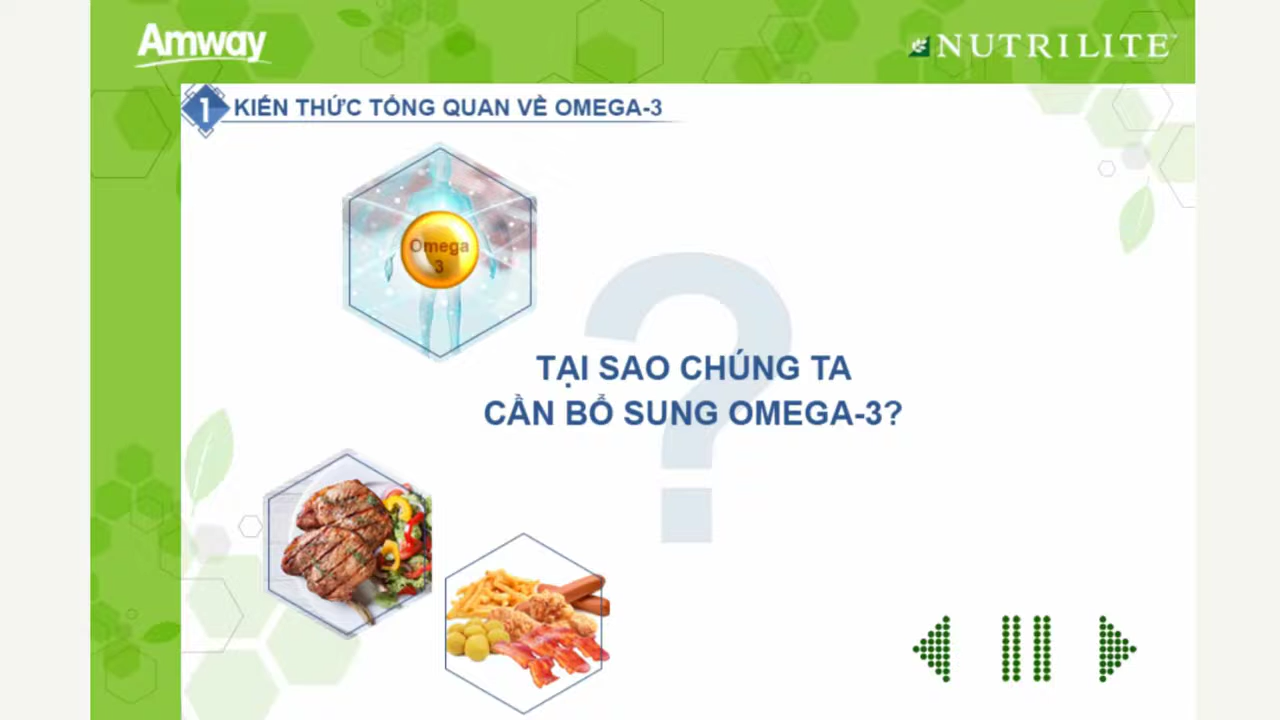 Amway
NUTRILITE™
1 KIẾN THỨC TỔNG QUAN VỀ OMEGA-3
Omega
3
?
TẠI SAO CHÚNG TA
CẦN BỔ SUNG OMEGA-3?